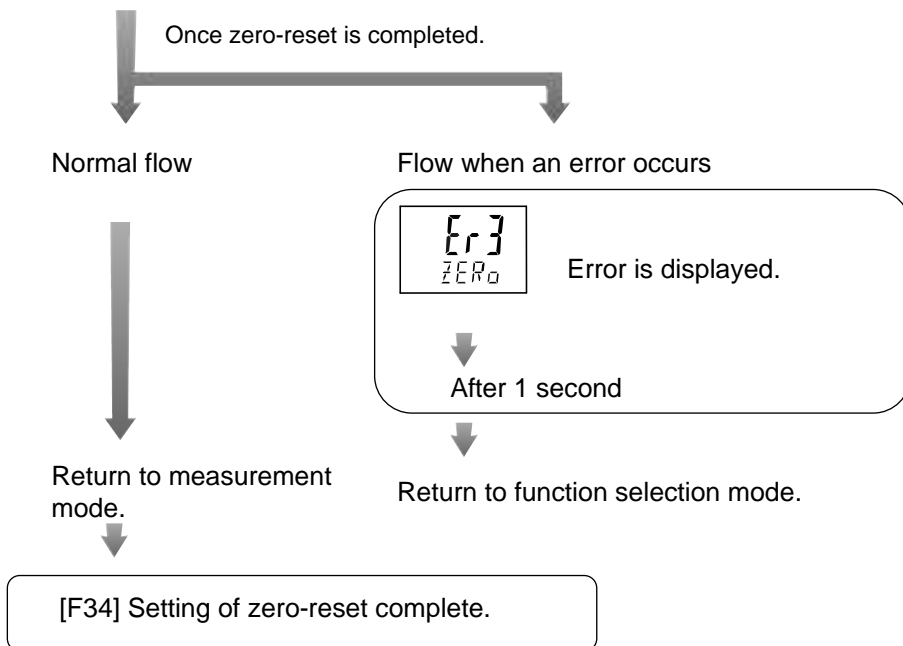 Once zero-reset is completed.
Normal flow
Flow when an error occurs
Er3
ZERo
Error is displayed.
After 1 second
Return to measurement
mode.
Return to function selection mode.
[F34] Setting of zero-reset complete.